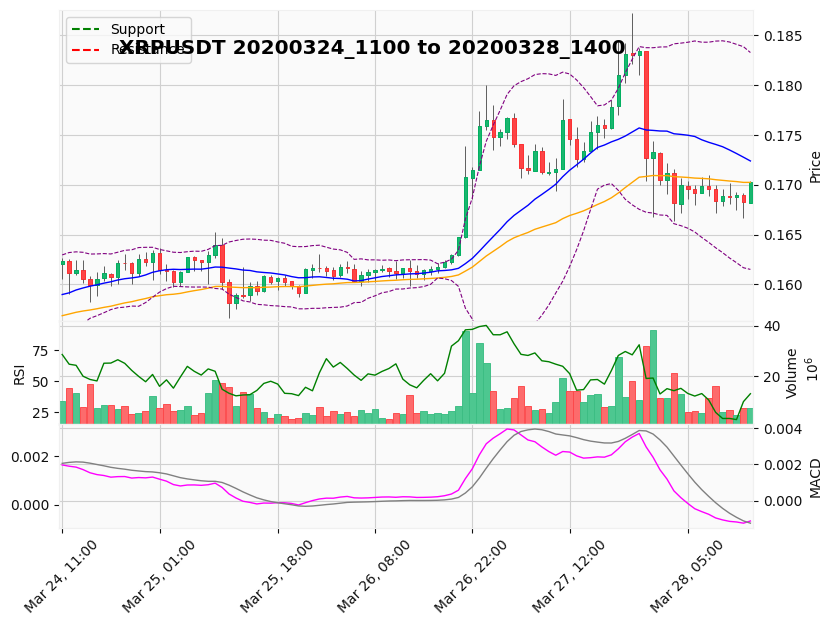 Support
Resistance
XRPUSDT 20200324_1100 to 20200328_1400
0.185
0.180
0.175
0.170
0.165
0.160
Price
75
50
25
RSI
40
20
Volume
10^6
0.002
0.000
0.004
0.002
0.000
MACD
Mar 24, 11:00
Mar 25, 01:00
Mar 25, 18:00
Mar 26, 08:00
Mar 26, 22:00
Mar 27, 12:00
Mar 28, 05:00